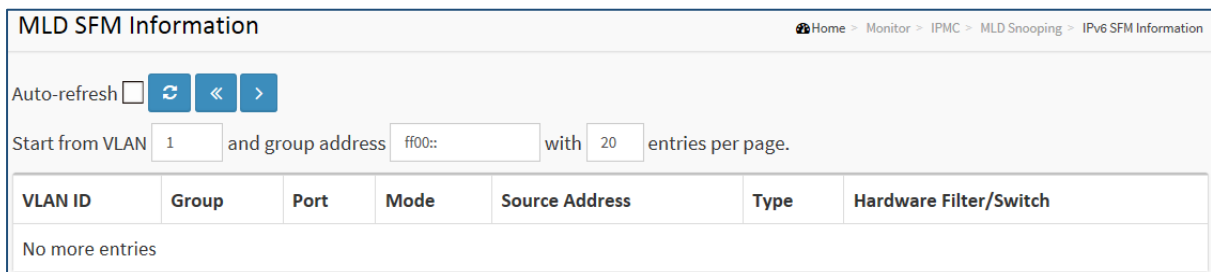 MLD SFM Information
Home > Monitor > IPMC > MLD Snooping > IPv6 SFM Information
Auto-refresh
Start from VLAN 1 and group address ff00:: with 20 entries per page.
VLAN ID Group Port Mode Source Address Type Hardware Filter/Switch
No more entries